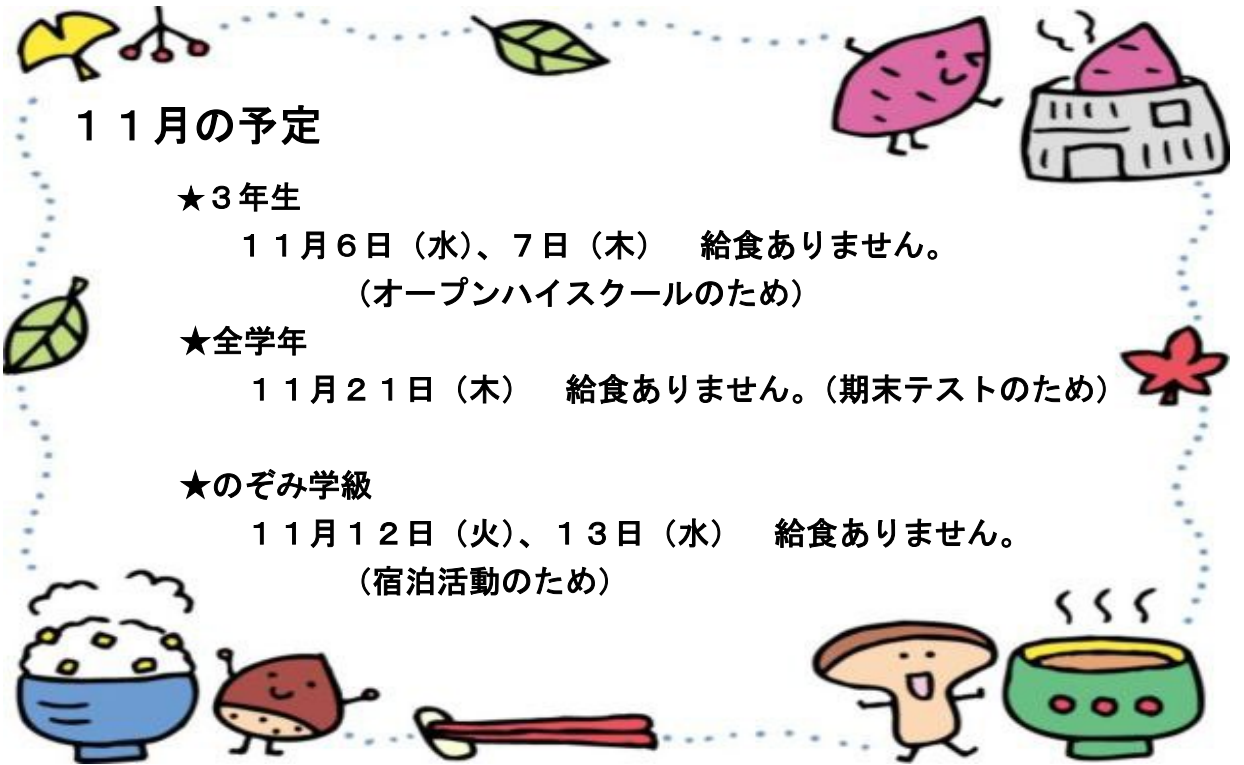 １１月の予定
★３年生
１１月６日（水）、７日（木）　給食ありません。
（オープンハイスクールのため）
★全学年
１１月２１日（木）　給食ありません。（期末テストのため）
★のぞみ学級
１１月１２日（火）、１３日（水）　給食ありません。
（宿泊活動のため）